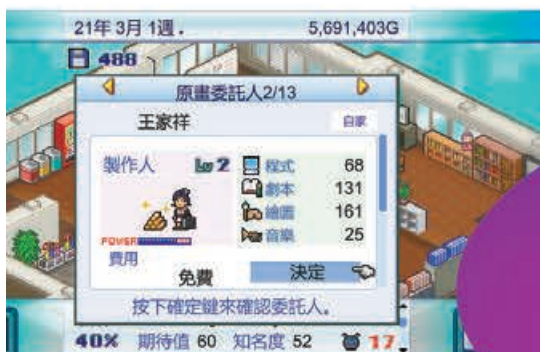 21年 3月 1週. 5,691,403G
488
原畫委託人2/13
王家祥 自家
製作人 Lv 2 程式 68
劇本 131
繪圖 161
POWER 音樂 25
費用
免費 決定
按下確定鍵來確認委託人。
40% 期待值 60 知名度 52 17